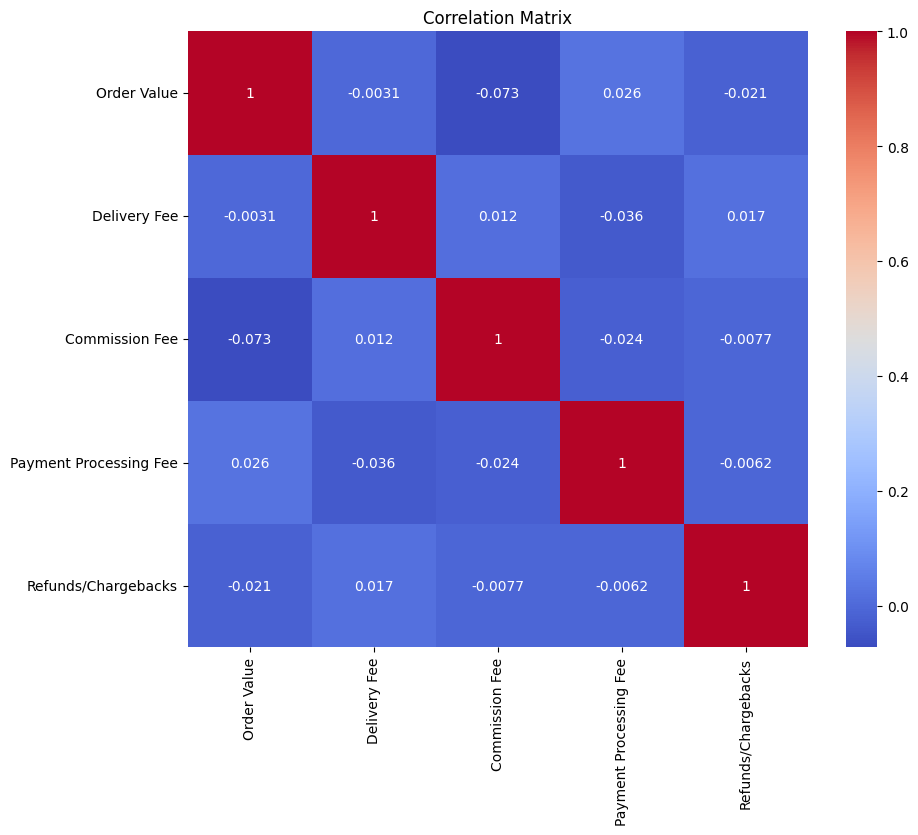 Correlation Matrix
Order Value 1 -0.0031 -0.073 0.026 -0.021
Delivery Fee -0.0031 1 0.012 -0.036 0.017
Commission Fee -0.073 0.012 1 -0.024 -0.0077
Payment Processing Fee 0.026 -0.036 -0.024 1 -0.0062
Refunds/Chargebacks -0.021 0.017 -0.0077 -0.0062 1
Order Value
Delivery Fee
Commission Fee
Payment Processing Fee
Refunds/Chargebacks
1.0
0.8
0.6
0.4
0.2
0.0